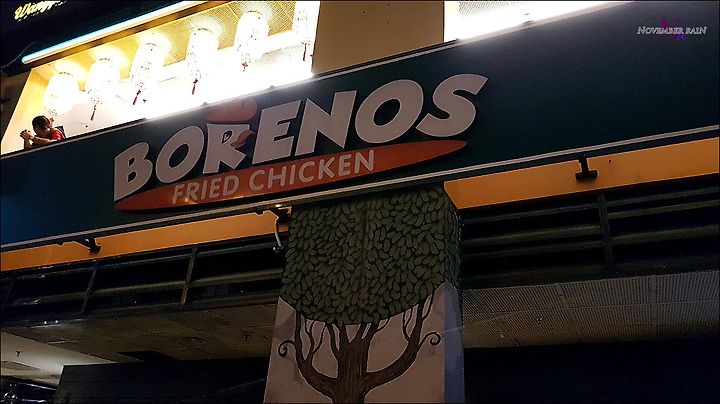 NOVEMBER RAIN
BORENOS
FRIED CHICKEN